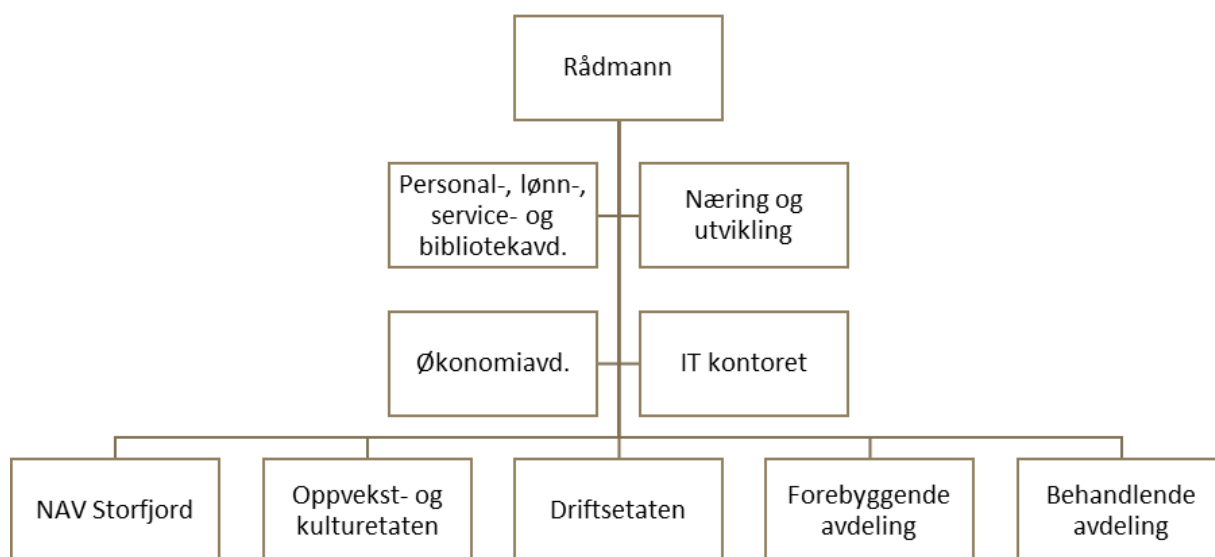 Rådmann
Personal-, lønn-,
service- og
bibliotekavd.
Næring og
utvikling
Økonomiavd.
IT kontoret
NAV Storfjord
Oppvekst- og
kulturetaten
Driftsetaten
Forebyggende
avdeling
Behandlende
avdeling